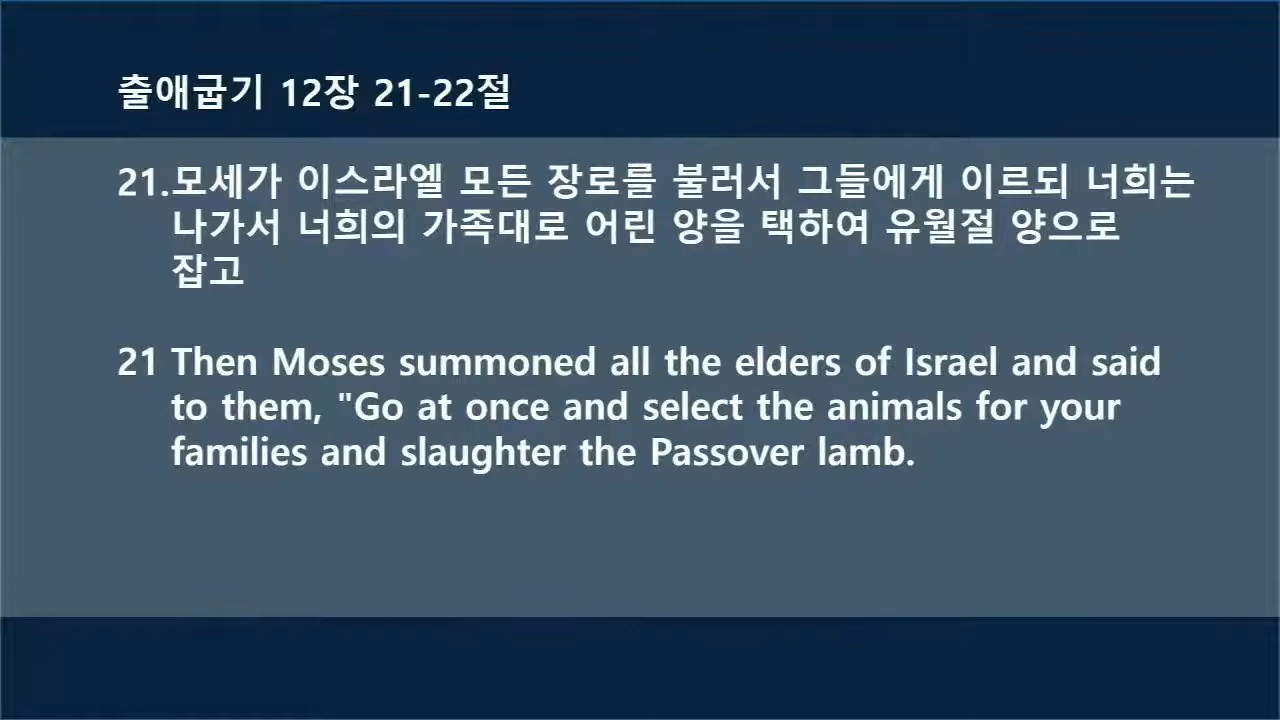 출애굽기 12장 21-22절
21.모세가 이스라엘 모든 장로를 불러서 그들에게 이르되 너희는
나가서 너희의 가족대로 어린 양을 택하여 유월절 양으로
잡고
21 Then Moses summoned all the elders of Israel and said
to them, "Go at once and select the animals for your
families and slaughter the Passover lamb.